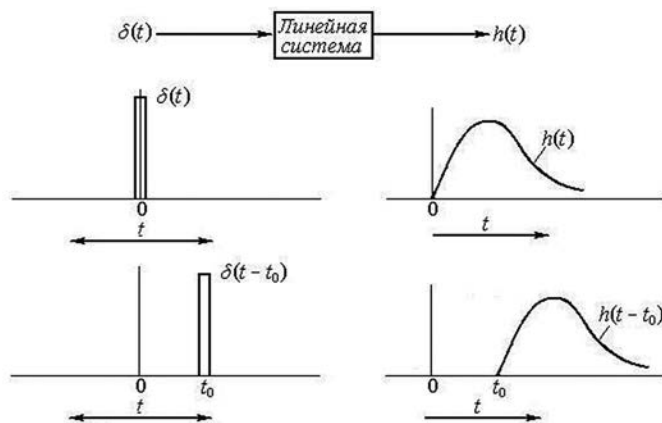 δ(t)
Линейная
система
h(t)
δ(t)
h(t)
0
0
t
t
δ(t − t₀)
h(t − t₀)
0
t₀
0
t₀
t
t